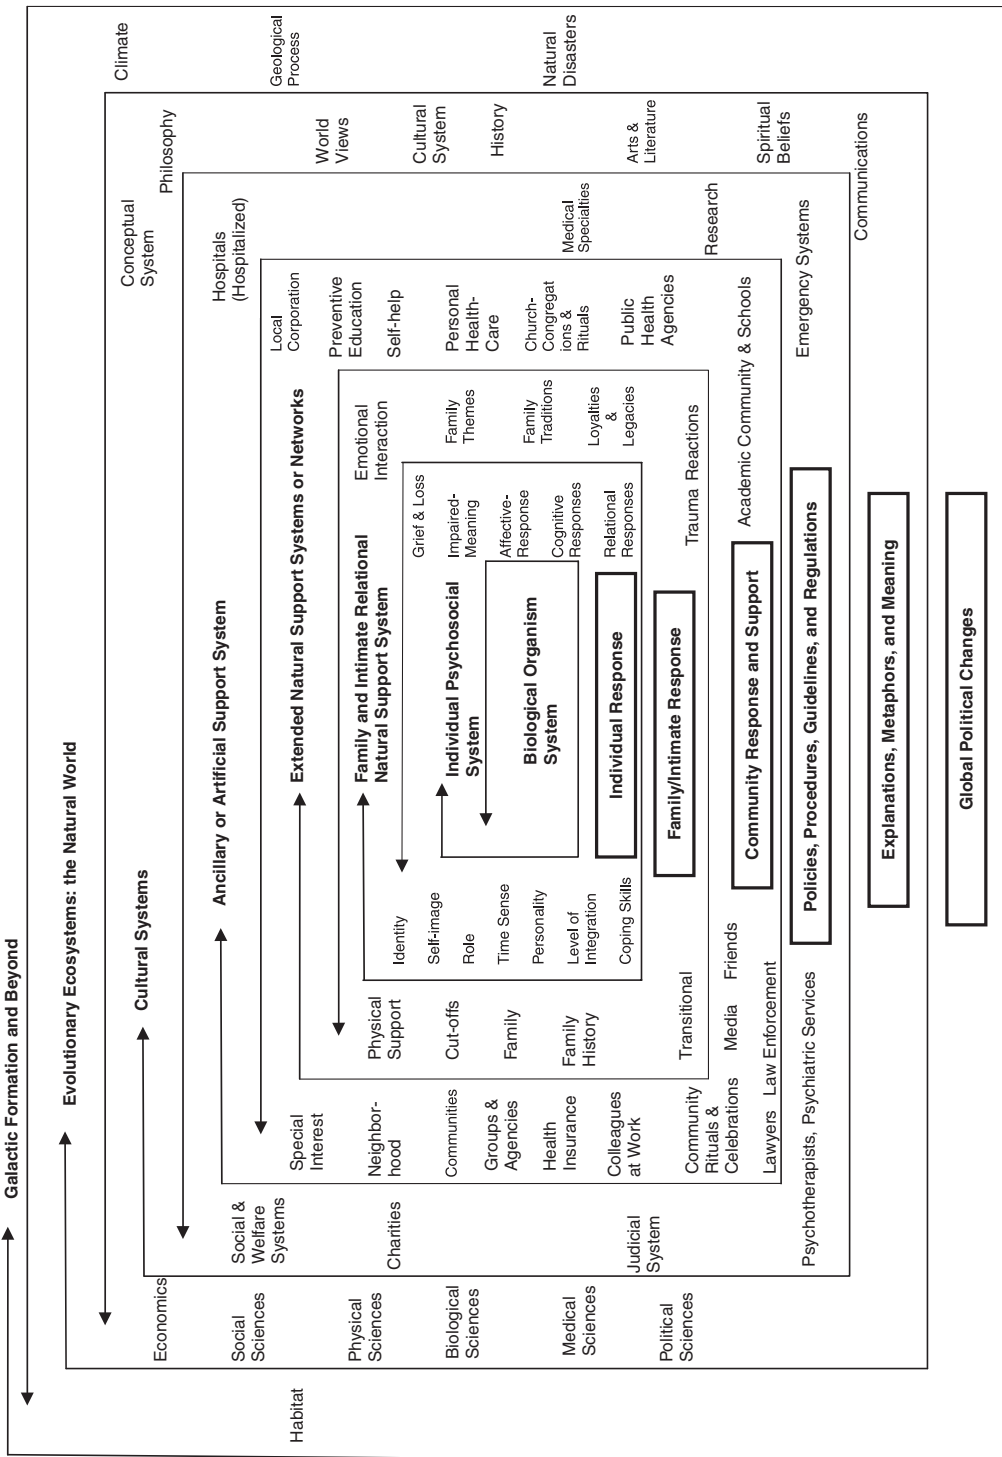 Galactic Formation and Beyond
Evolutionary Ecosystems: the Natural World
Habitat
Climate
Geological
Process
Natural
Disasters
Cultural Systems
Economics
Social
Sciences
Physical
Sciences
Biological
Sciences
Medical
Sciences
Political
Sciences
Conceptual
System
Philosophy
World
Views
Cultural
System
History
Arts &
Literature
Spiritual
Beliefs
Communications
Ancillary or Artificial Support System
Social &
Welfare
Systems
Charities
Judicial
System
Psychotherapists, Psychiatric Services
Hospitals
(Hospitalized)
Medical
Specialties
Research
Emergency Systems
Extended Natural Support Systems or Networks
Special
Interest
Neighbor-
hood
Communities
Groups &
Agencies
Health
Insurance
Colleagues
at Work
Community
Rituals &
Celebrations
Lawyers
Law Enforcement
Media
Friends
Local
Corporation
Preventive
Education
Self-help
Personal
Health-
Care
Church-
Congregat
ions &
Rituals
Public
Health
Agencies
Academic Community & Schools
Family and Intimate Relational
Natural Support System
Physical
Support
Cut-offs
Family
Family
History
Transitional
Emotional
Interaction
Family
Themes
Family
Traditions
Loyalties
&
Legacies
Trauma Reactions
Individual Psychosocial
System
Identity
Self-image
Role
Time Sense
Personality
Level of
Integration
Coping Skills
Grief & Loss
Impaired-
Meaning
Affective-
Response
Cognitive
Responses
Relational
Responses
Biological Organism
System
Individual Response
Family/Intimate Response
Community Response and Support
Policies, Procedures, Guidelines, and Regulations
Explanations, Metaphors, and Meaning
Global Political Changes